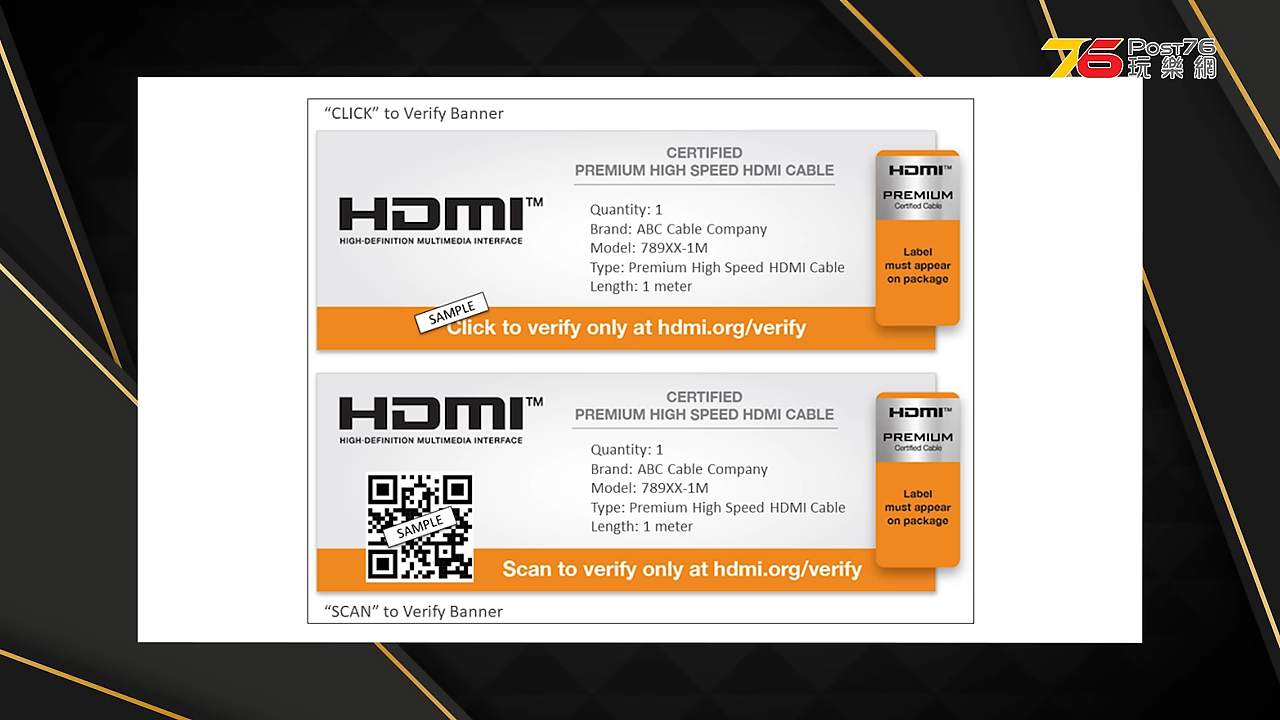 76 Post76
玩樂網
“CLICK” to Verify Banner
CERTIFIED
PREMIUM HIGH SPEED HDMI CABLE
HDMI™
HIGH-DEFINITION MULTIMEDIA INTERFACE
Quantity: 1
Brand: ABC Cable Company
Model: 789XX-1M
Type: Premium High Speed HDMI Cable
Length: 1 meter
HDMI™
PREMIUM
Certified Cable
Label
must appear
on package
SAMPLE
Click to verify only at hdmi.org/verify
CERTIFIED
PREMIUM HIGH SPEED HDMI CABLE
HDMI™
HIGH-DEFINITION MULTIMEDIA INTERFACE
Quantity: 1
Brand: ABC Cable Company
Model: 789XX-1M
Type: Premium High Speed HDMI Cable
Length: 1 meter
HDMI™
PREMIUM
Certified Cable
Label
must appear
on package
SAMPLE
Scan to verify only at hdmi.org/verify
“SCAN” to Verify Banner